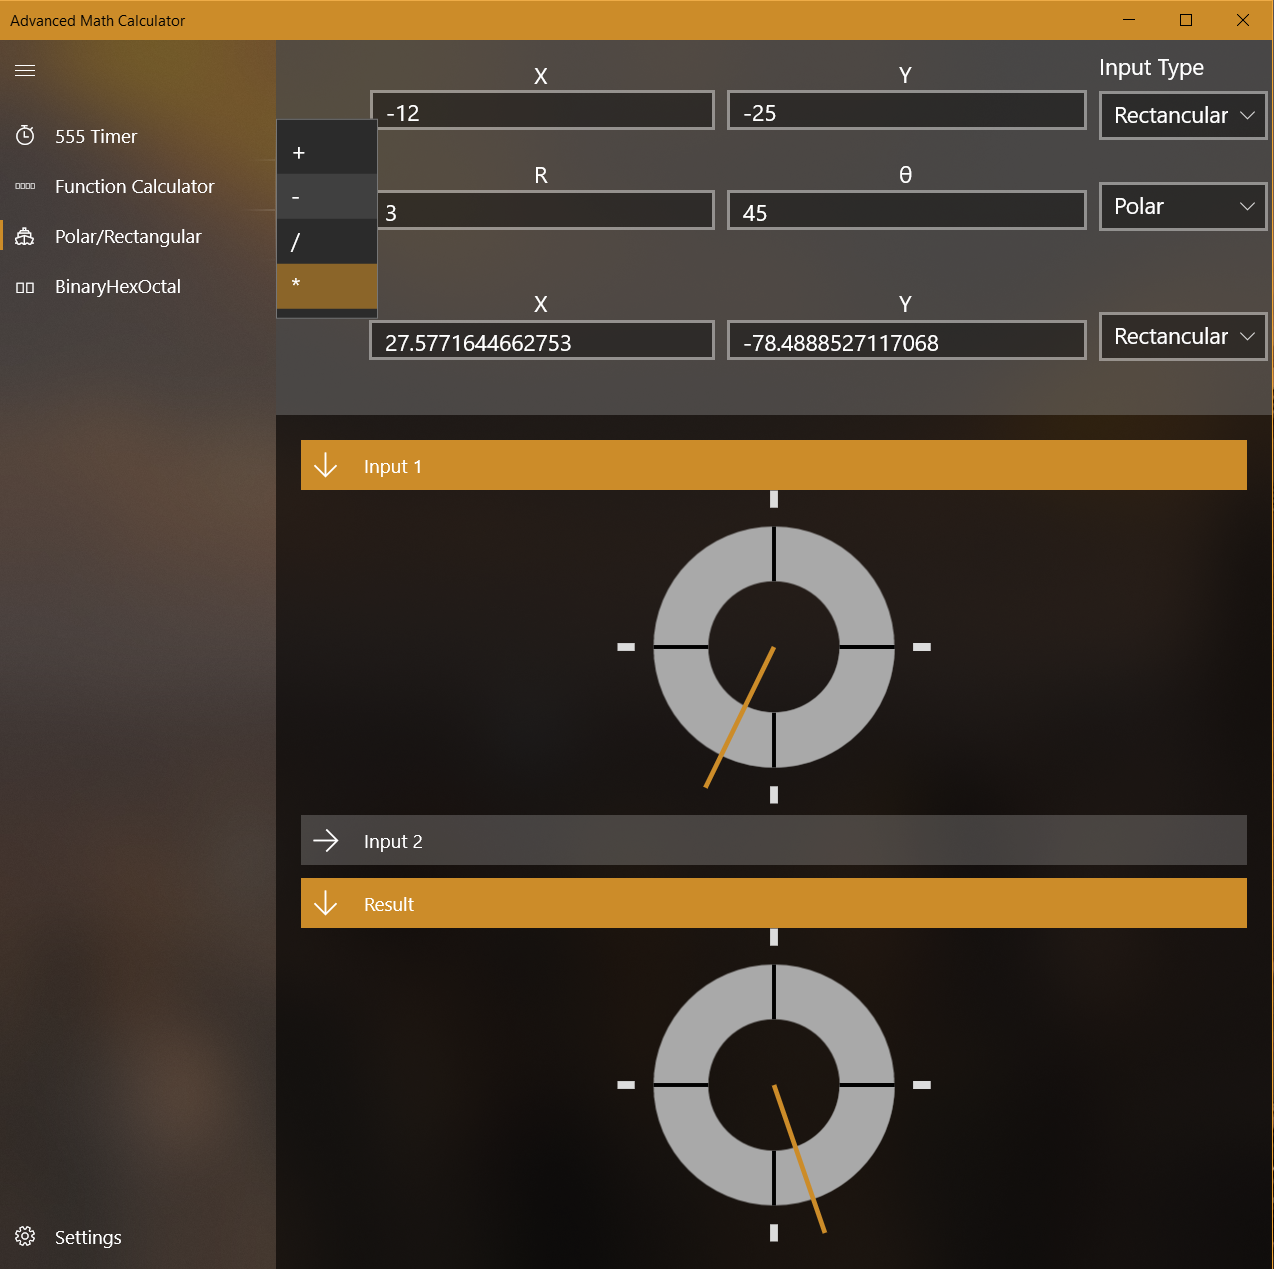 Advanced Math Calculator
555 Timer
Function Calculator
Polar/Rectangular
BinaryHexOctal
Settings
+
-
/
*
X
Y
Input Type
-12
-25
Rectancular
R
θ
3
45
Polar
X
Y
27.5771644662753
-78.4888527117068
Rectancular
Input 1
Input 2
Result